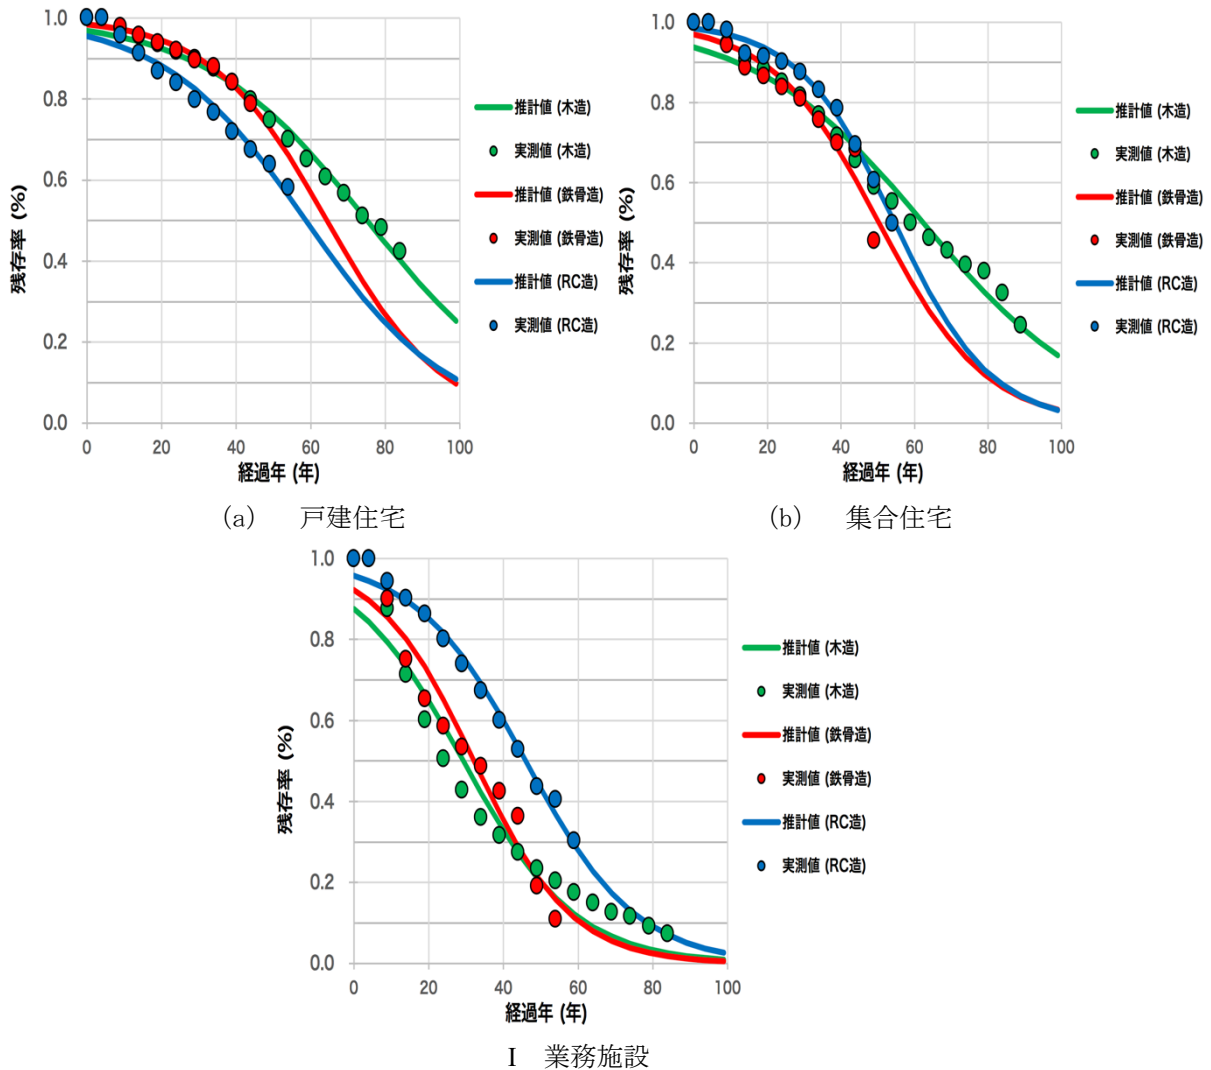 1.0
0.8
0.6
0.4
0.2
0.0
残存率 (%)
0 20 40 60 80 100
経過年 (年)
推計値 (木造)
実測値 (木造)
推計値 (鉄骨造)
実測値 (鉄骨造)
推計値 (RC造)
実測値 (RC造)
(a) 戸建住宅
1.0
0.8
0.6
0.4
0.2
0.0
残存率 (%)
0 20 40 60 80 100
経過年 (年)
推計値 (木造)
実測値 (木造)
推計値 (鉄骨造)
実測値 (鉄骨造)
推計値 (RC造)
実測値 (RC造)
(b) 集合住宅
1.0
0.8
0.6
0.4
0.2
0.0
残存率 (%)
0 20 40 60 80 100
経過年 (年)
推計値 (木造)
実測値 (木造)
推計値 (鉄骨造)
実測値 (鉄骨造)
推計値 (RC造)
実測値 (RC造)
I 業務施設